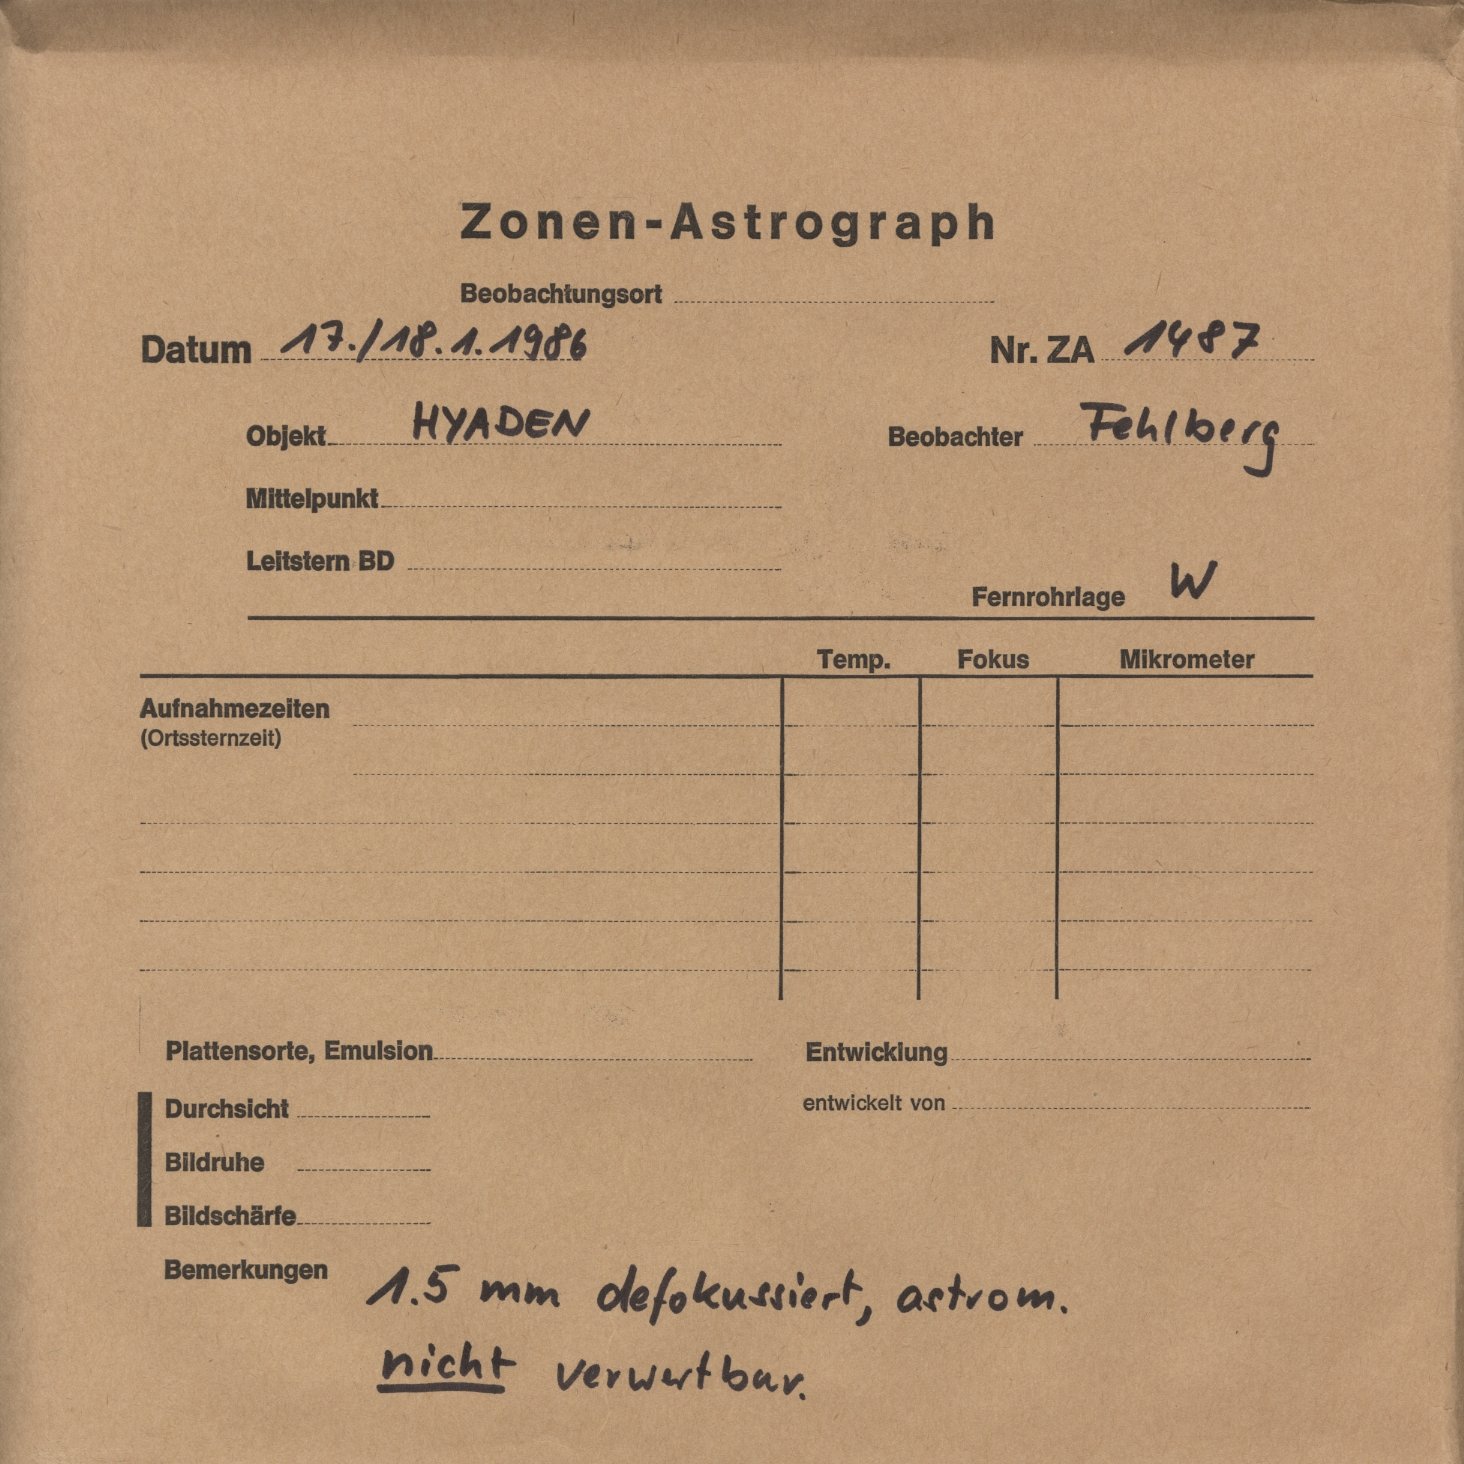 Zonen-Astrograph
Beobachtungsort
Datum 17./18.1.1986 Nr. ZA 1487
Objekt HYADEN Beobachter Fehlberg
Mittelpunkt
Leitstern BD
Fernrohrlage W
Temp. Fokus Mikrometer
Aufnahmezeiten
(Ortssternzeit)
Plattensorte, Emulsion Entwicklung
Durchsicht entwickelt von
Bildruhe
Bildschärfe
Bemerkungen 1.5 mm defokussiert, astrom.
nicht verwertbar.